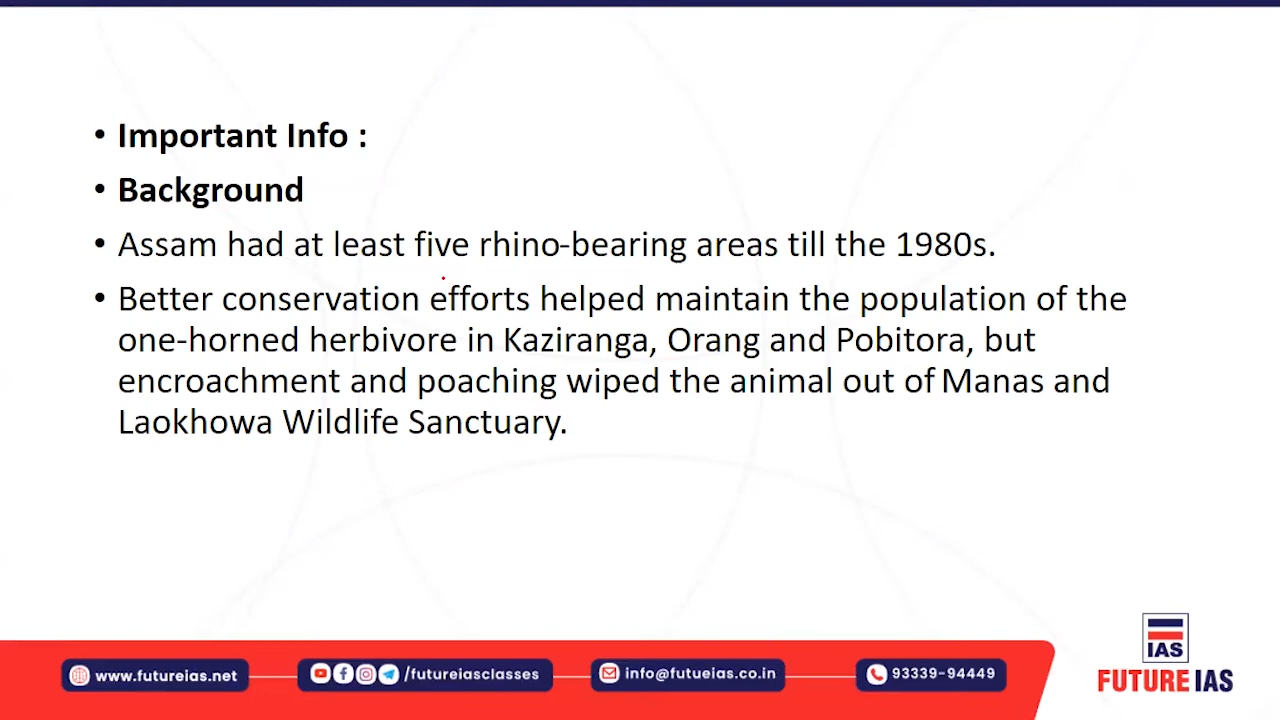 • Important Info :
• Background
• Assam had at least five rhino-bearing areas till the 1980s.
• Better conservation efforts helped maintain the population of the
one-horned herbivore in Kaziranga, Orang and Pobitora, but
encroachment and poaching wiped the animal out of Manas and
Laokhowa Wildlife Sanctuary.
IAS
FUTURE IAS
www.futureias.net
/futureiasclasses
info@futueias.co.in
93339-94449